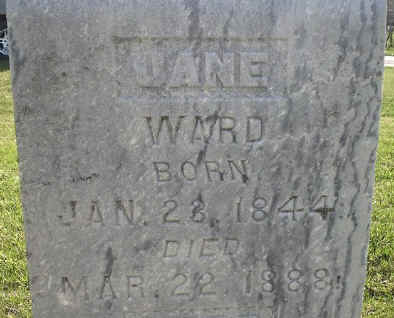 JANE
WARD
BORN
JAN. 23, 1844
DIED
MAR. 22, 1888